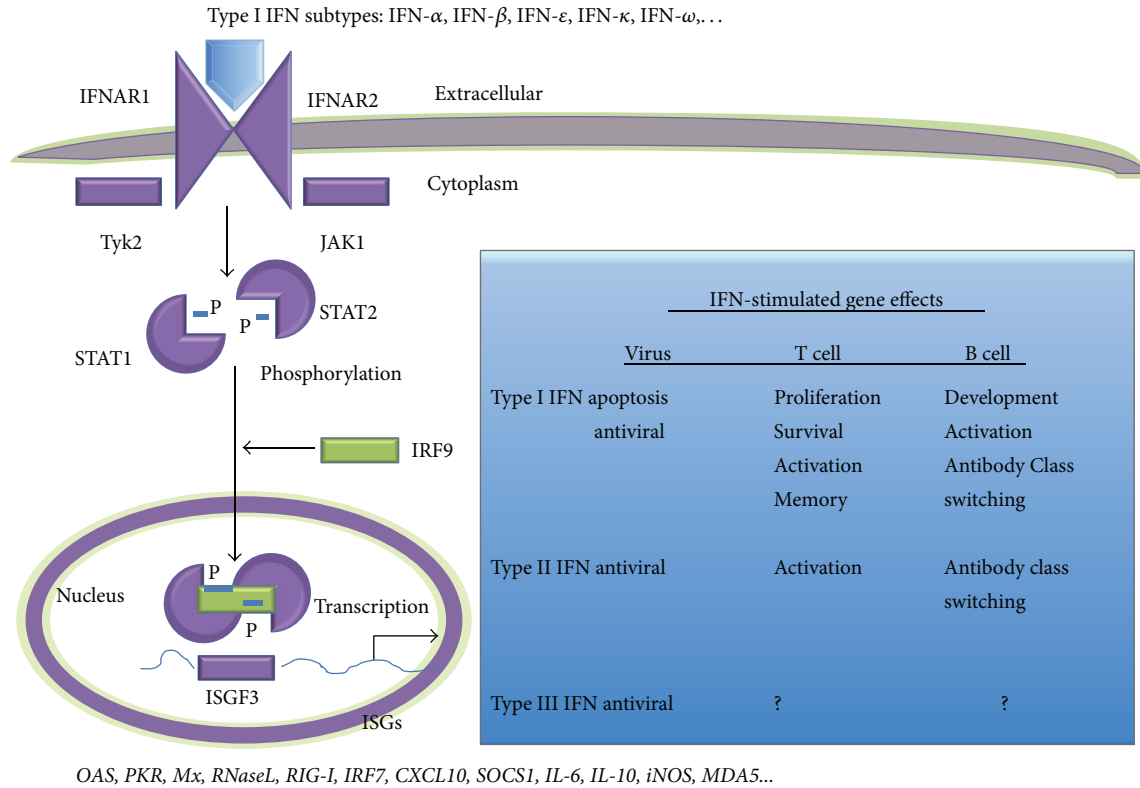 Type I IFN subtypes: IFN-α, IFN-β, IFN-ε, IFN-κ, IFN-ω,...
IFNAR1
IFNAR2
Extracellular
Cytoplasm
Tyk2
JAK1
P
STAT2
P
STAT1
Phosphorylation
IRF9
P
Nucleus
Transcription
P
ISGF3
ISGs
OAS, PKR, Mx, RNaseL, RIG-I, IRF7, CXCL10, SOCS1, IL-6, IL-10, iNOS, MDA5...
IFN-stimulated gene effects
Virus T cell B cell
Type I IFN apoptosis Proliferation Development
antiviral Survival Activation
Activation Antibody Class
Memory switching
Type II IFN antiviral Activation Antibody class
switching
Type III IFN antiviral ? ?